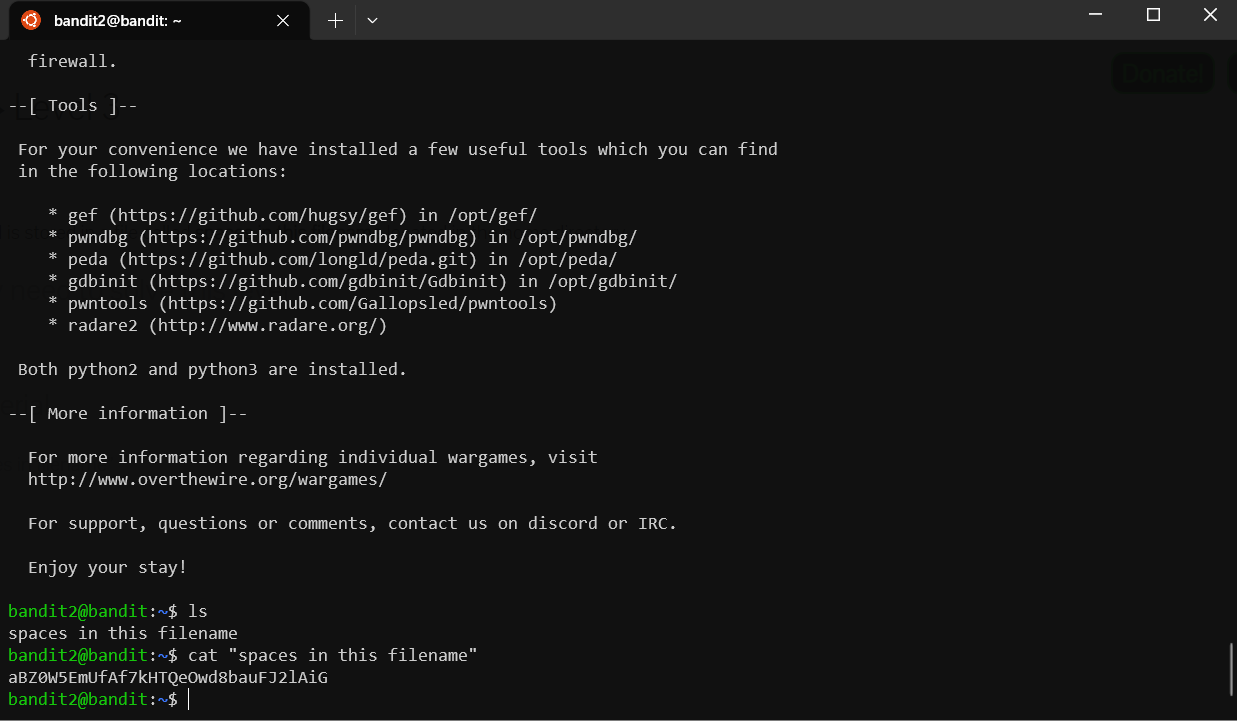 bandit2@bandit: ~
firewall.
--[ Tools ]--
For your convenience we have installed a few useful tools which you can find
in the following locations:
* gef (https://github.com/hugsy/gef) in /opt/gef/
* pwndbg (https://github.com/pwndbg/pwndbg) in /opt/pwndbg/
* peda (https://github.com/longld/peda.git) in /opt/peda/
* gdbinit (https://github.com/gdbinit/Gdbinit) in /opt/gdbinit/
* pwntools (https://github.com/Gallopsled/pwntools)
* radare2 (http://www.radare.org/)
Both python2 and python3 are installed.
--[ More information ]--
For more information regarding individual wargames, visit
http://www.overthewire.org/wargames/
For support, questions or comments, contact us on discord or IRC.
Enjoy your stay!
bandit2@bandit:~$ ls
spaces in this filename
bandit2@bandit:~$ cat "spaces in this filename"
aBZ0W5EmUfAf7kHTQeOwd8bauFJ2lAiG
bandit2@bandit:~$
Donate!